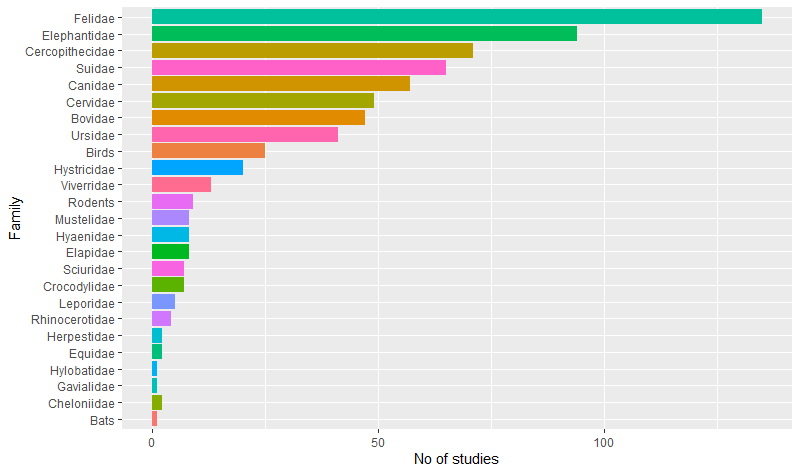 Felidae
Elephantidae
Cercopithecidae
Suidae
Canidae
Cervidae
Bovidae
Ursidae
Birds
Hystricidae
Viverridae
Rodents
Mustelidae
Hyaenidae
Elapidae
Sciuridae
Crocodylidae
Leporidae
Rhinocerotidae
Herpestidae
Equidae
Hylobatidae
Gavialidae
Cheloniidae
Bats
Family
0 50 100
No of studies